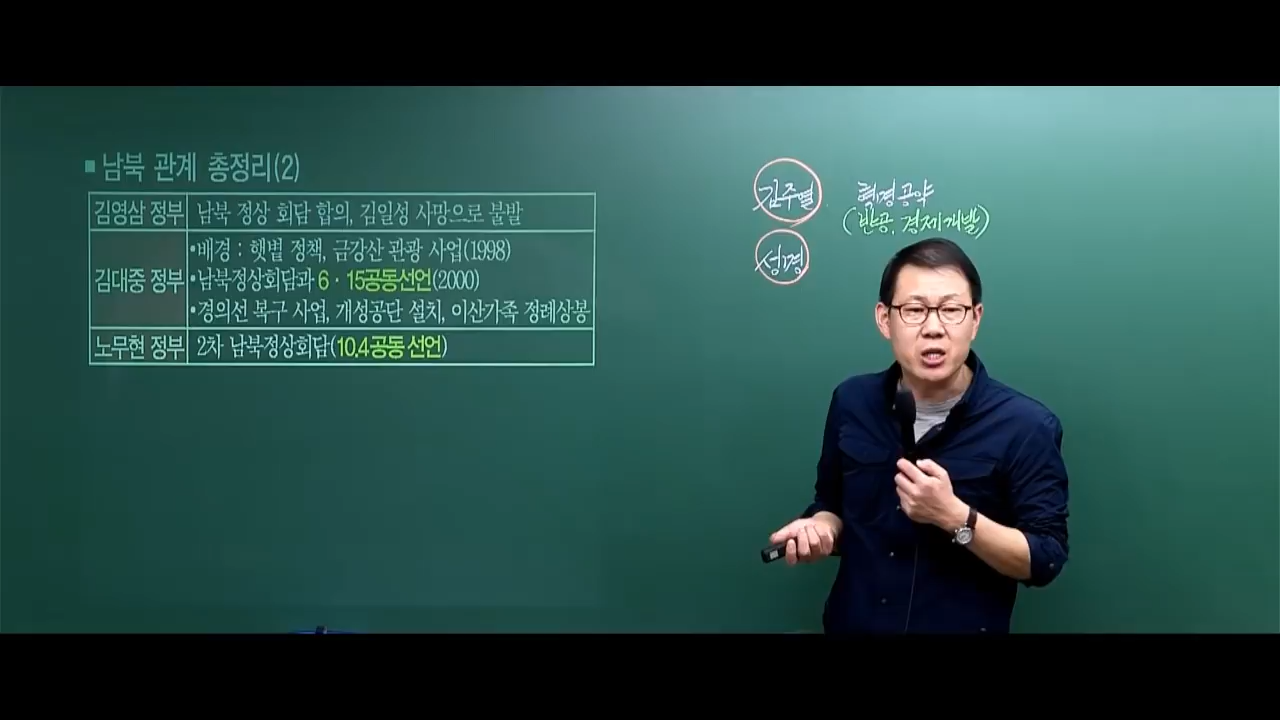 ▪남북 관계 총정리(2)
김영삼 정부 남북 정상 회담 합의, 김일성 사망으로 불발
김대중 정부
•배경 : 햇볕 정책, 금강산 관광 사업(1998)
•남북정상회담과 6·15공동선언(2000)
•경의선 복구 사업, 개성공단 설치, 이산가족 정례상봉
노무현 정부 2차 남북정상회담(10.4공동 선언)
김주열 혁명공약
(반공, 경제개발)